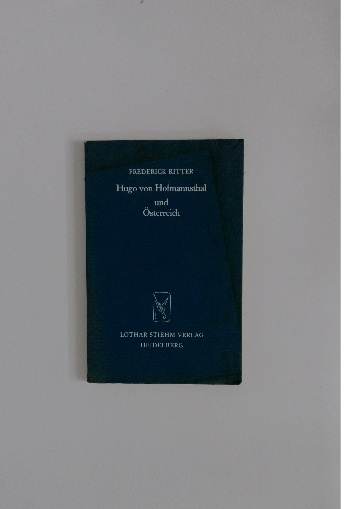 FREDERICK RITTER
Hugo von Hofmannsthal
und
Österreich
LOTHAR STIEHM VERLAG
HEIDELBERG